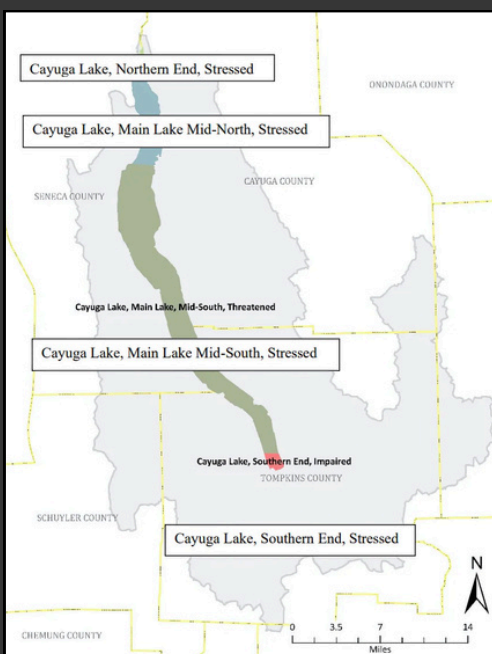 Cayuga Lake, Northern End, Stressed
ONONDAGA COUNTY
Cayuga Lake, Main Lake Mid-North, Stressed
CAYUGA COUNTY
SENECA COUNTY
Cayuga Lake, Main Lake, Mid-South, Threatened
Cayuga Lake, Main Lake Mid-South, Stressed
Cayuga Lake, Southern End, Impaired
TOMPKINS COUNTY
SCHUYLER COUNTY
Cayuga Lake, Southern End, Stressed
N
CHEMUNG COUNTY
0 3.5 7 14
Miles